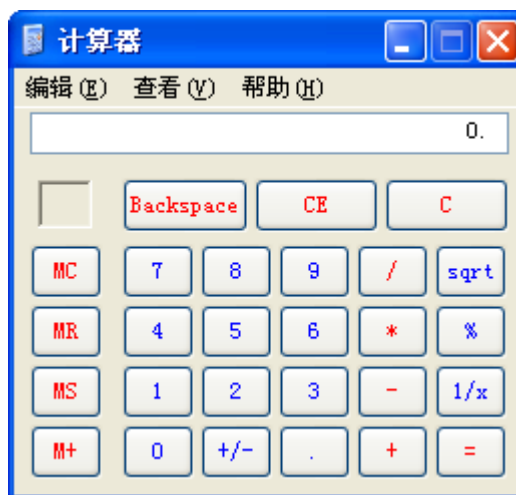 计算器
编辑(E) 查看(V) 帮助(H)
0.
Backspace CE C
MC 7 8 9 / sqrt
MR 4 5 6 * %
MS 1 2 3 - 1/x
M+ 0 +/- . + =